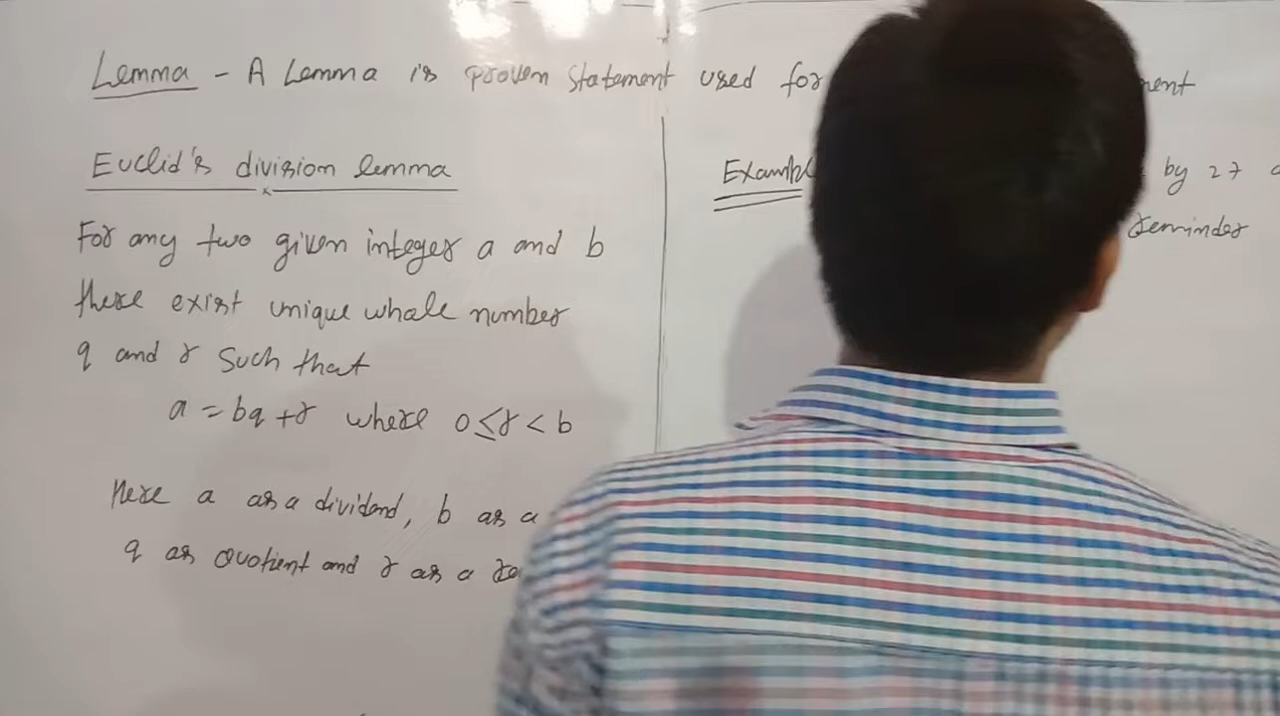 Lemma - A Lemma is proven statement used for
Euclid's division lemma
For any two given integer a and b
there exist unique whole number
q and r Such that
a = bq + r where 0 ≤ r < b
Here a as a dividend, b as a
q as Quotient and r as a
Example
by 27
reminder